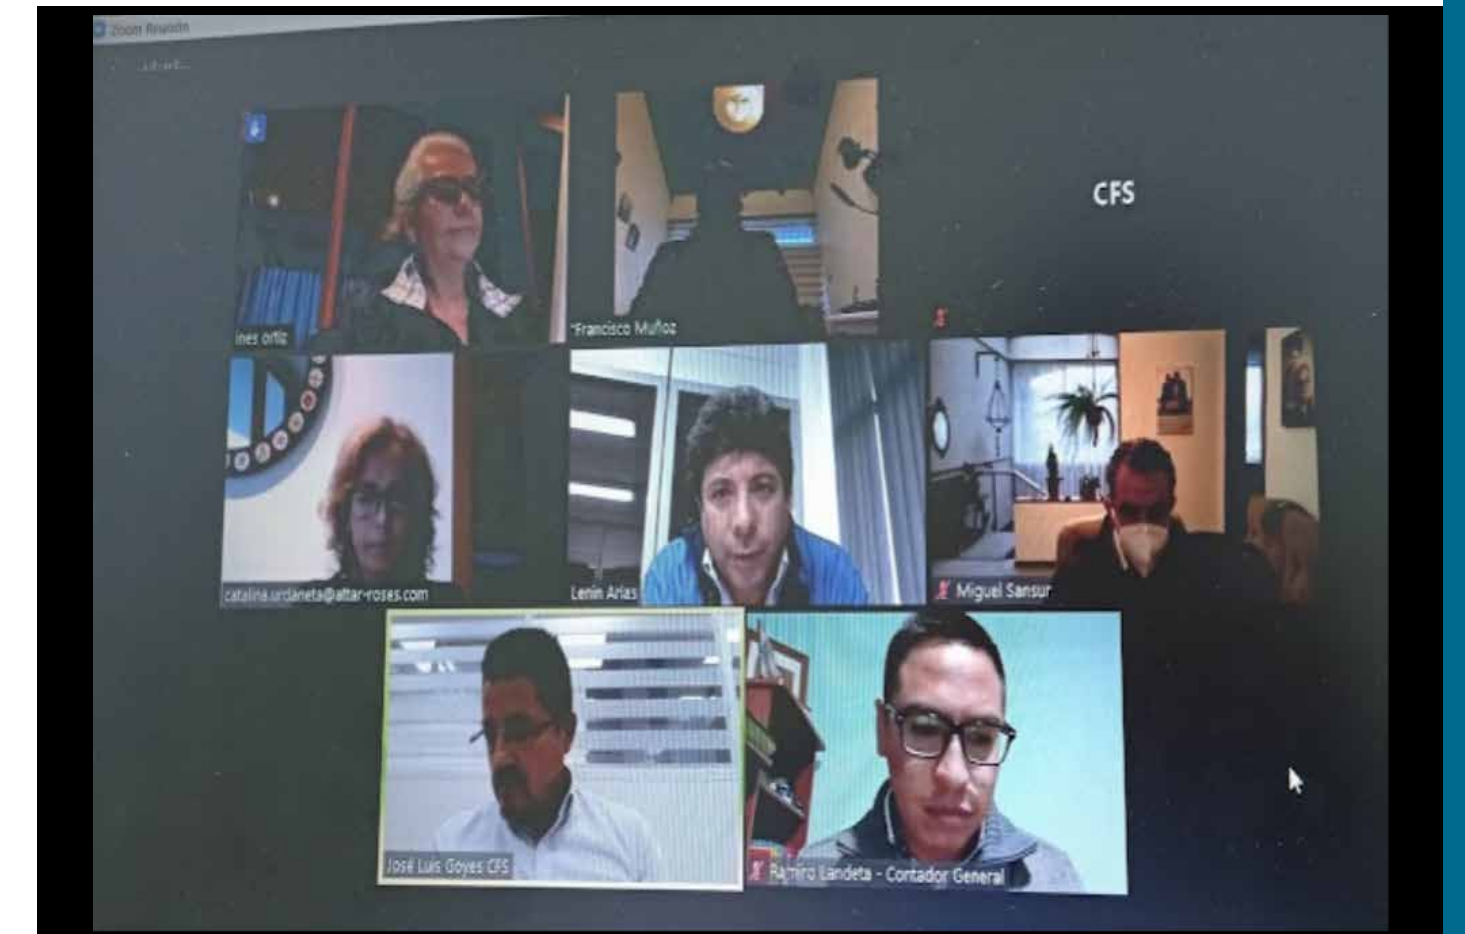 Zoom Reunión
CFS
ines ortiz
*Francisco Muñoz
catalina.urdaneta@attar-roses.com
Lenin Arias
Miguel Sansur
José Luis Goyes CFS
Ramiro Landeta - Contador General